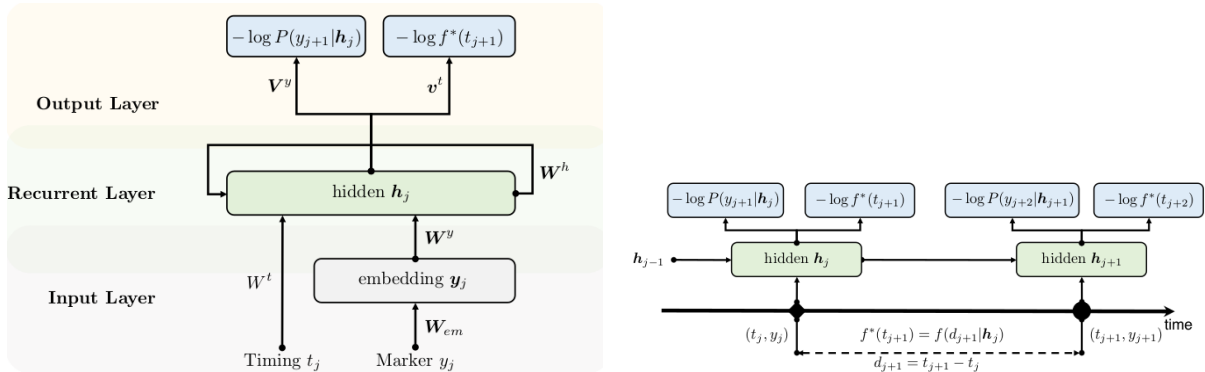 − log P(y_{j+1}|h_j)
− log f*(t_{j+1})
V^y
v^t
Output Layer
W^h
Recurrent Layer
hidden h_j
W^y
W^t
embedding y_j
Input Layer
W_{em}
Timing t_j
Marker y_j
− log P(y_{j+1}|h_j)
− log f*(t_{j+1})
− log P(y_{j+2}|h_{j+1})
− log f*(t_{j+2})
h_{j−1}
hidden h_j
hidden h_{j+1}
time
(t_j, y_j)
f*(t_{j+1}) = f(d_{j+1}|h_j)
(t_{j+1}, y_{j+1})
d_{j+1} = t_{j+1} − t_j